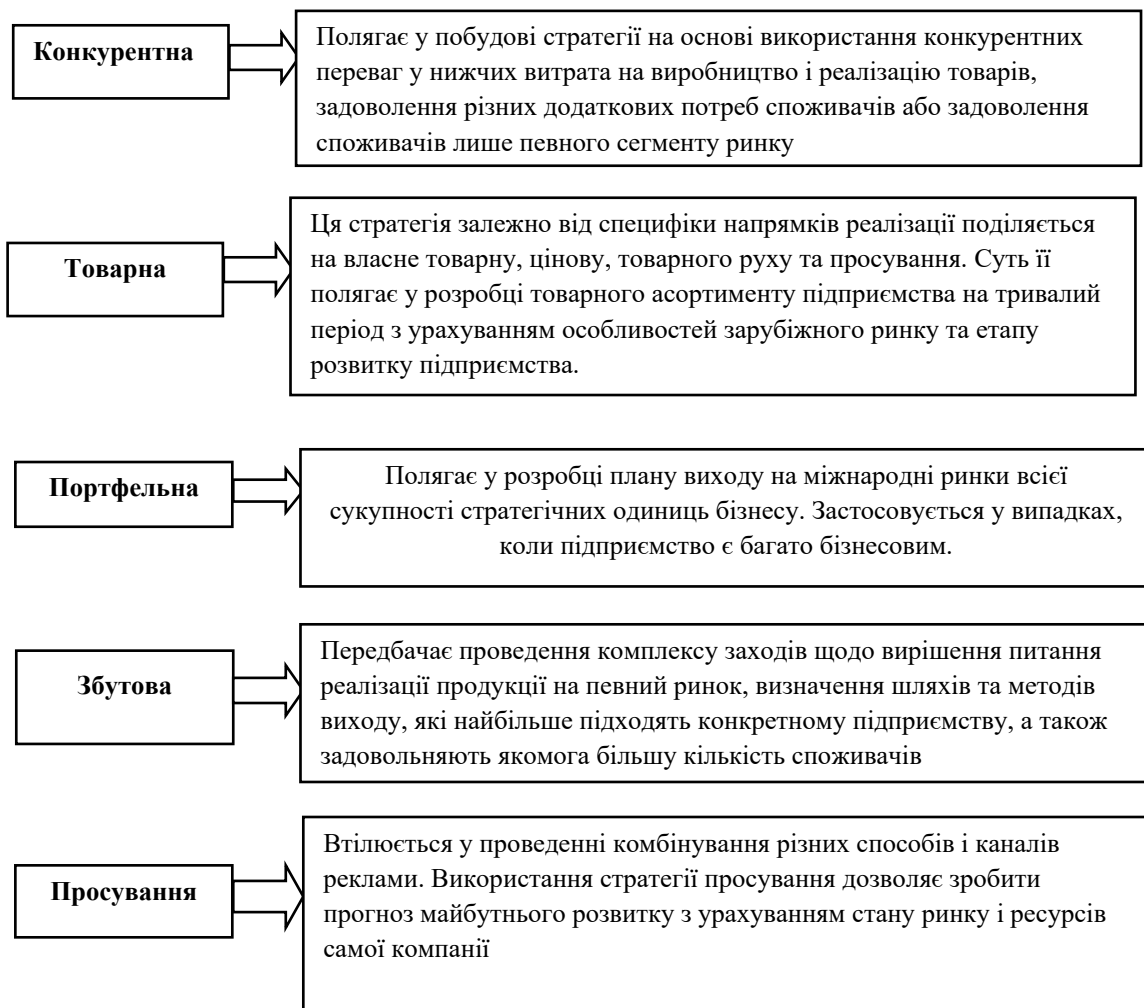 Конкурентна
Полягає у побудові стратегії на основі використання конкурентних
переваг у нижчих витрата на виробництво і реалізацію товарів,
задоволення різних додаткових потреб споживачів або задоволення
споживачів лише певного сегменту ринку
Товарна
Ця стратегія залежно від специфіки напрямків реалізації поділяється
на власне товарну, цінову, товарного руху та просування. Суть її
полягає у розробці товарного асортименту підприємства на тривалий
період з урахуванням особливостей зарубіжного ринку та етапу
розвитку підприємства.
Портфельна
Полягає у розробці плану виходу на міжнародні ринки всієї
сукупності стратегічних одиниць бізнесу. Застосовується у випадках,
коли підприємство є багато бізнесовим.
Збутова
Передбачає проведення комплексу заходів щодо вирішення питання
реалізації продукції на певний ринок, визначення шляхів та методів
виходу, які найбільше підходять конкретному підприємству, а також
задовольняють якомога більшу кількість споживачів
Просування
Втілюється у проведенні комбінування різних способів і каналів
реклами. Використання стратегії просування дозволяє зробити
прогноз майбутнього розвитку з урахуванням стану ринку і ресурсів
самої компанії